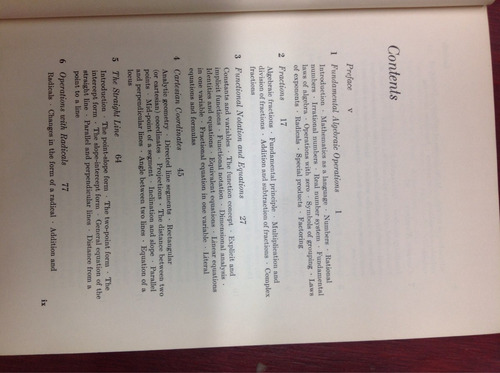 Contents
Preface v
1 Fundamental Algebraic Operations 1
Introduction · Mathematics as a language · Numbers · Rational
numbers · Irrational numbers · Real number system · Fundamental
laws of algebra · Operations with zero · Symbols of grouping · Laws
of exponents · Radicals · Special products · Factoring
2 Fractions 17
Algebraic fractions · Fundamental principle · Multiplication and
division of fractions · Addition and subtraction of fractions · Complex
fractions
3 Functional Notation and Equations 27
Constants and variables · The function concept · Explicit and
implicit functions · Functional notation · Dimensional analysis ·
Identities and equations · Equivalent equations · Linear equations
in one variable · Fractional equations in one variable · Literal
equations and formulas
4 Cartesian Coordinates 45
Analytic geometry · Directed line segments · Rectangular
(or cartesian) coordinates · Projections · The distance between two
points · Mid-point of a segment · Inclination and slope · Parallel
and perpendicular lines · Angle between two lines · Equation of a
locus
5 The Straight Line 64
Introduction · The point-slope form · The two-point form · The
intercept form · The slope-intercept form · General equation of the
straight line · Parallel and perpendicular lines · Distance from a
point to a line
6 Operations with Radicals 77
Radicals · Changes in the form of a radical · Addition and
ix